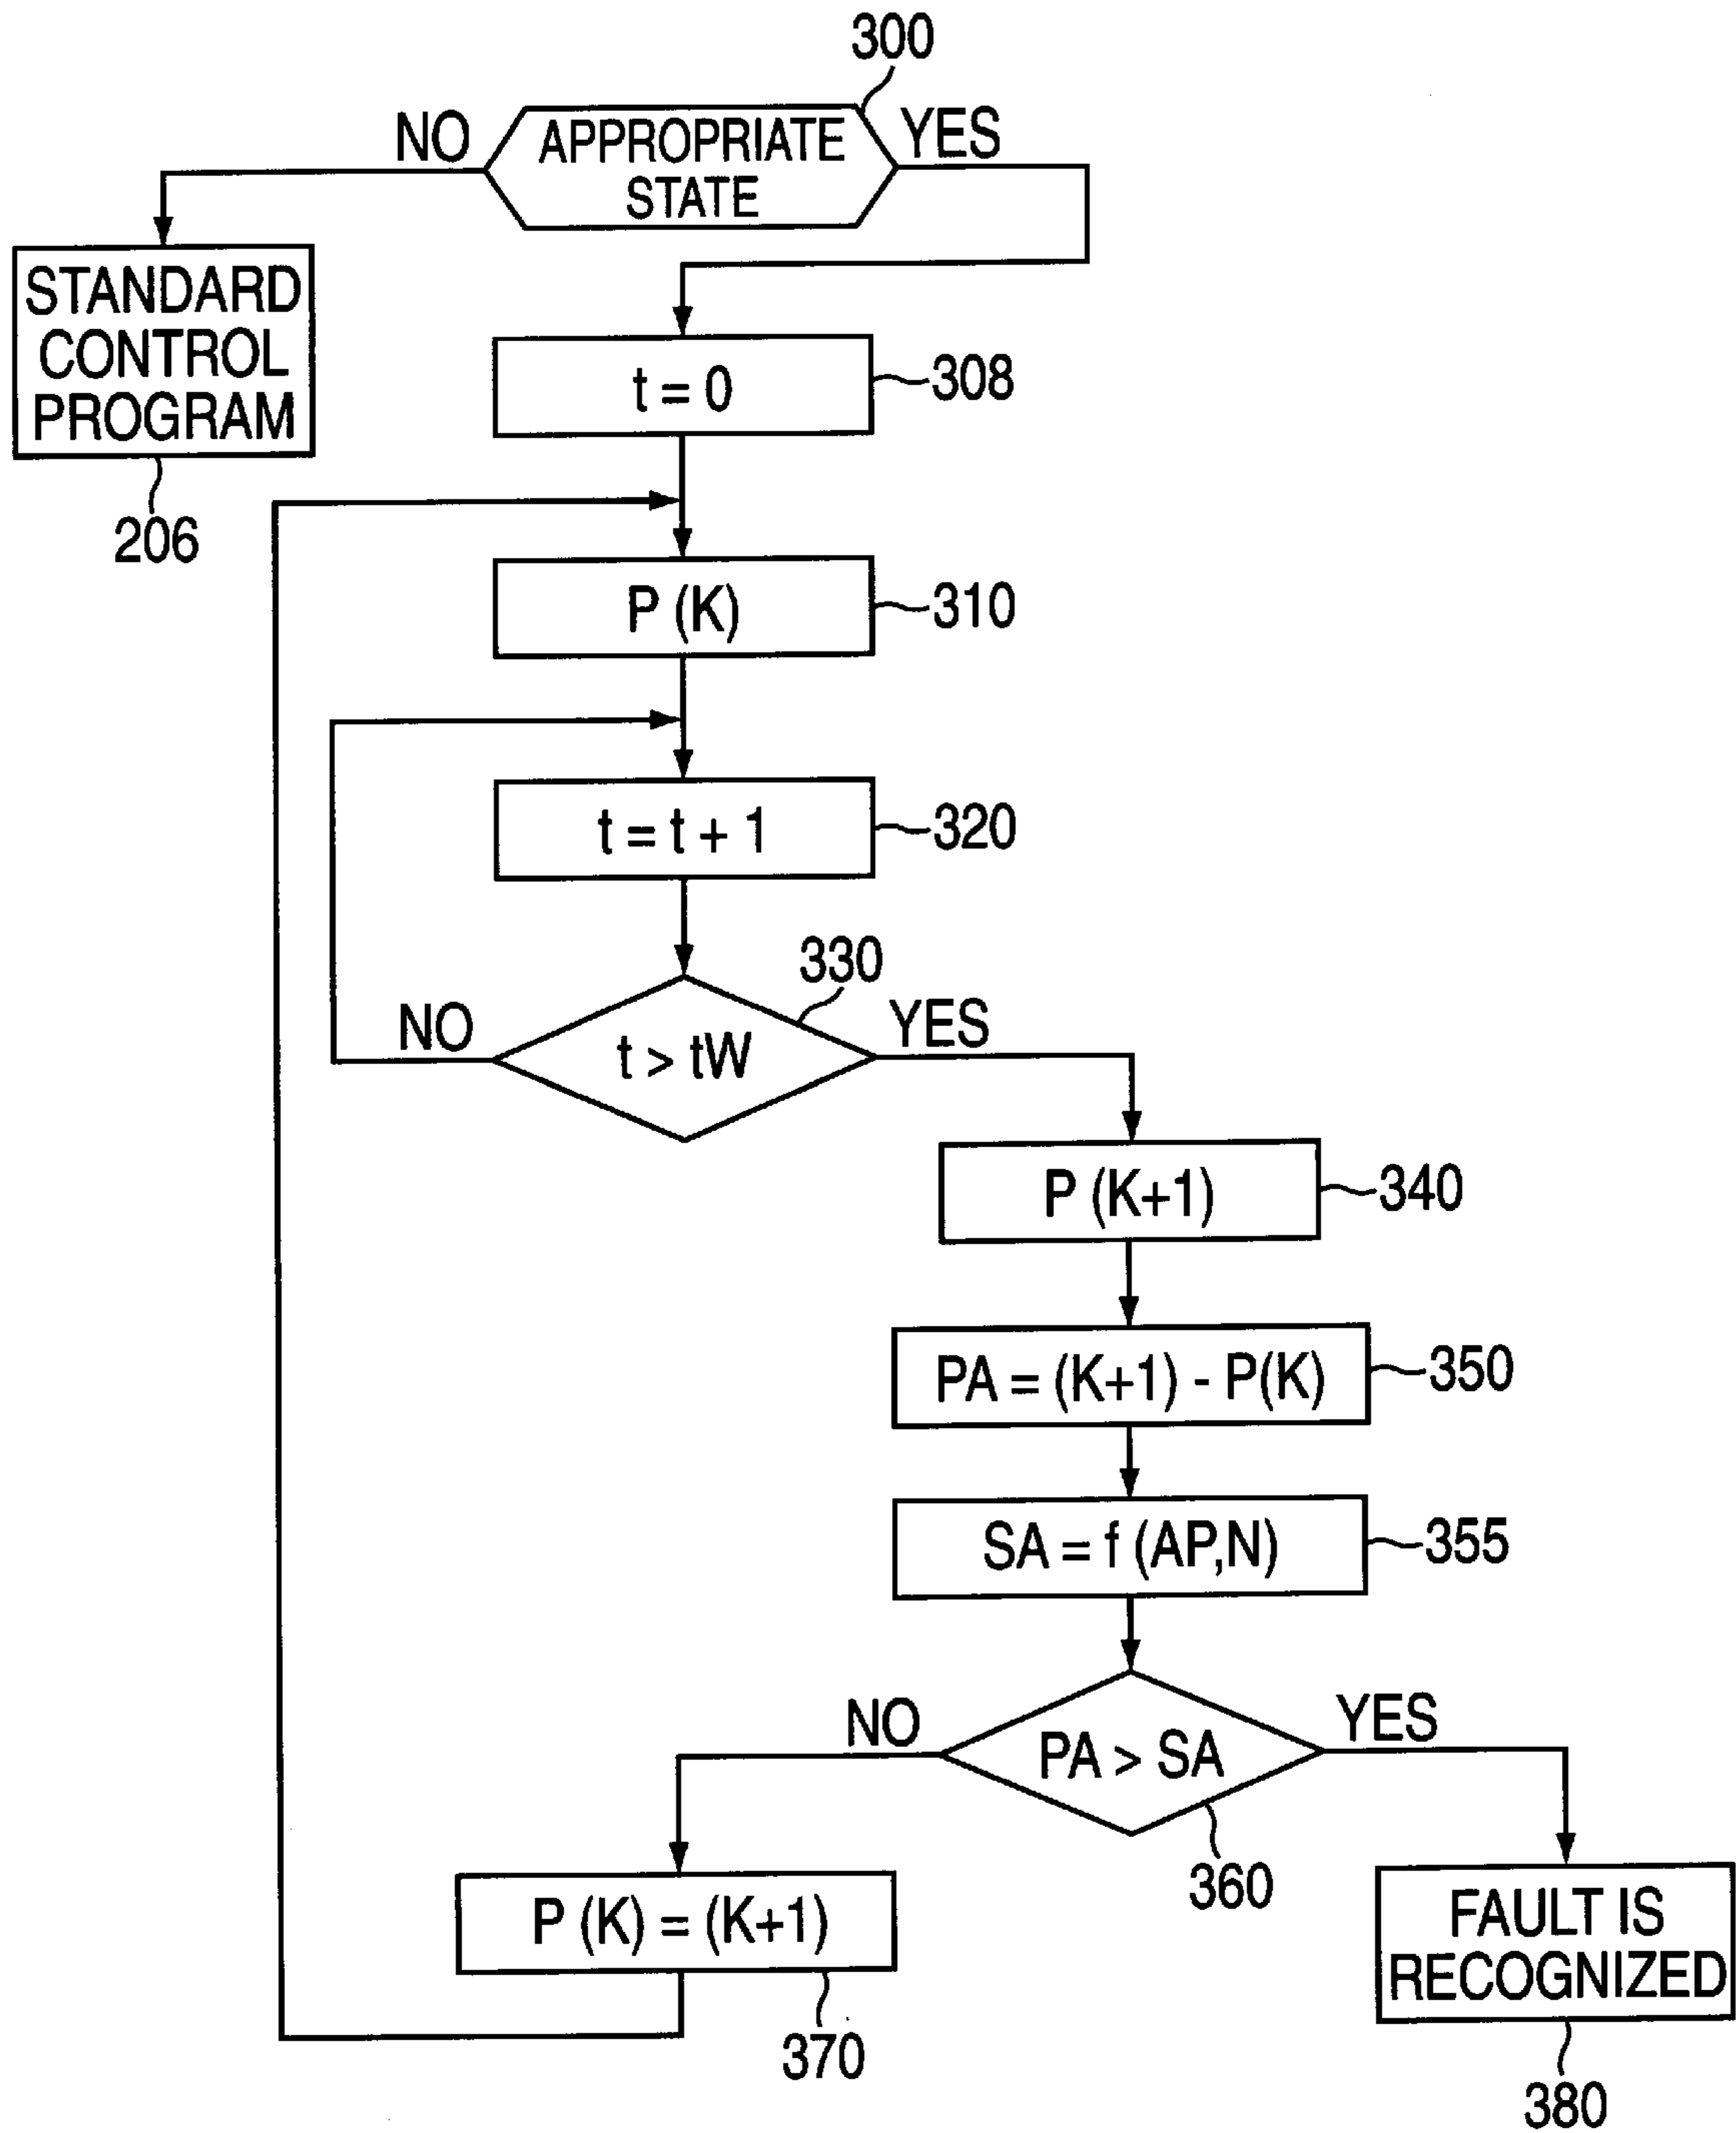 300
NO
APPROPRIATE
STATE
YES
STANDARD
CONTROL
PROGRAM
206
t = 0
308
P (K)
310
t = t + 1
320
330
NO
t > tW
YES
P (K+1)
340
PA = (K+1) - P(K)
350
SA = f (AP,N)
355
NO
PA > SA
YES
360
P (K) = (K+1)
370
FAULT IS
RECOGNIZED
380